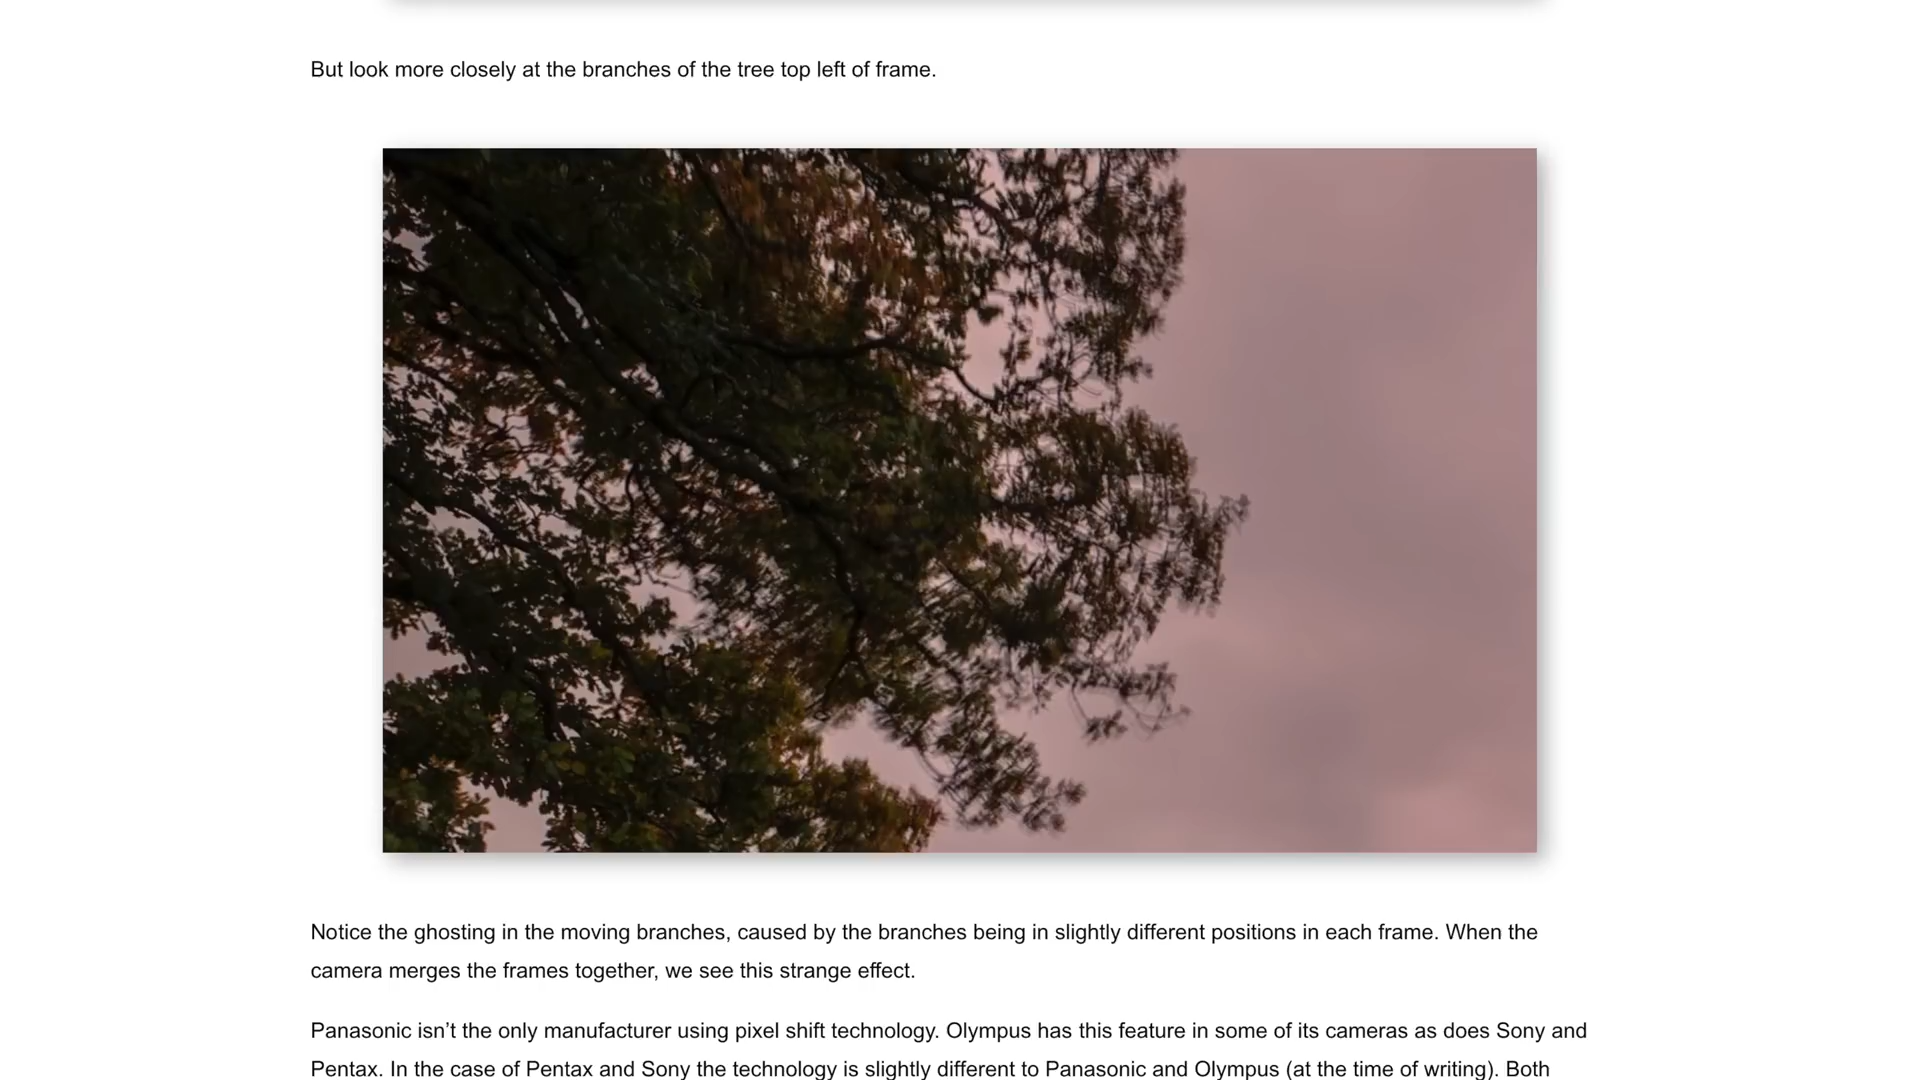 But look more closely at the branches of the tree top left of frame.
Notice the ghosting in the moving branches, caused by the branches being in slightly different positions in each frame. When the
camera merges the frames together, we see this strange effect.
Panasonic isn’t the only manufacturer using pixel shift technology. Olympus has this feature in some of its cameras as does Sony and
Pentax. In the case of Pentax and Sony the technology is slightly different to Panasonic and Olympus (at the time of writing). Both